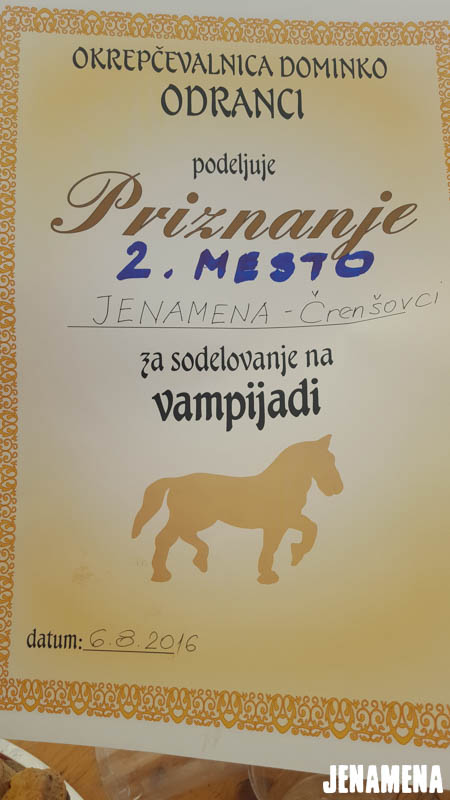 OKREPČEVALNICA DOMINKO
ODRANCI
podeljuje
Priznanje
2. MESTO
JENAMENA - Črenšovci
za sodelovanje na
vampijadi
datum: 6.8.2016
JENAMENA